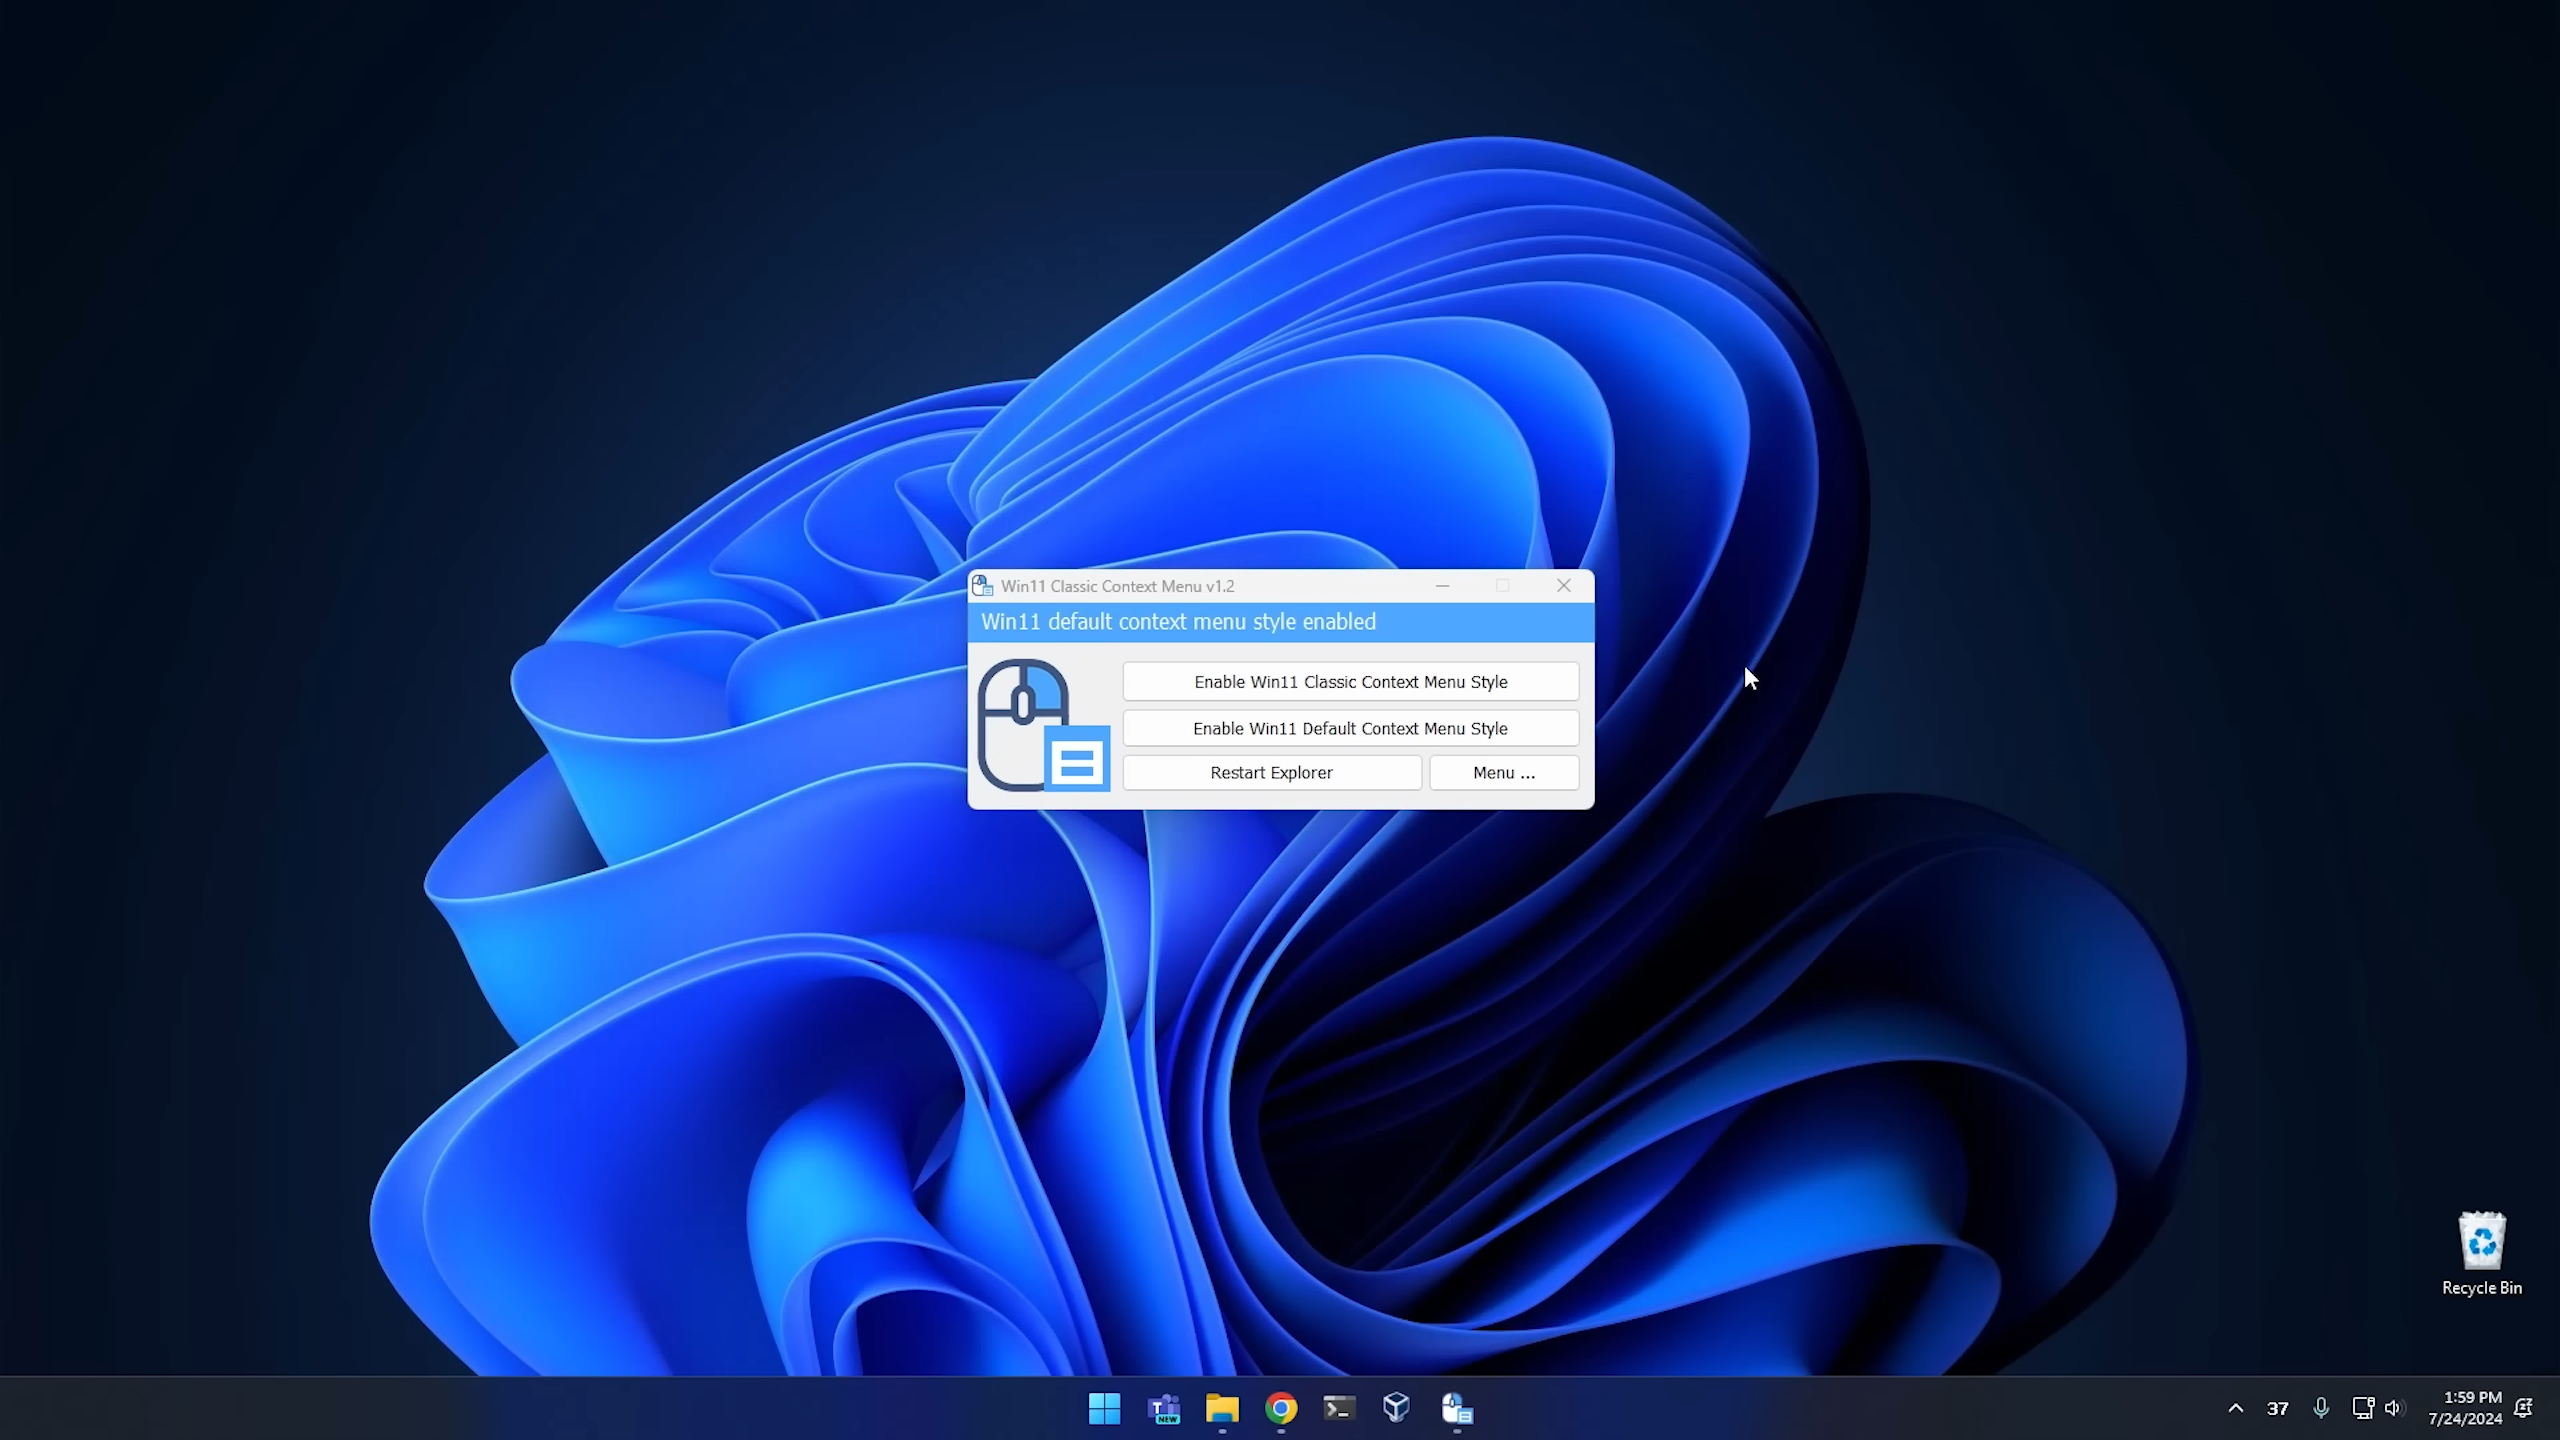 Win11 Classic Context Menu v1.2
Win11 default context menu style enabled
Enable Win11 Classic Context Menu Style
Enable Win11 Default Context Menu Style
Restart Explorer
Menu ...
Recycle Bin
T
NEW
37
1:59 PM
7/24/2024